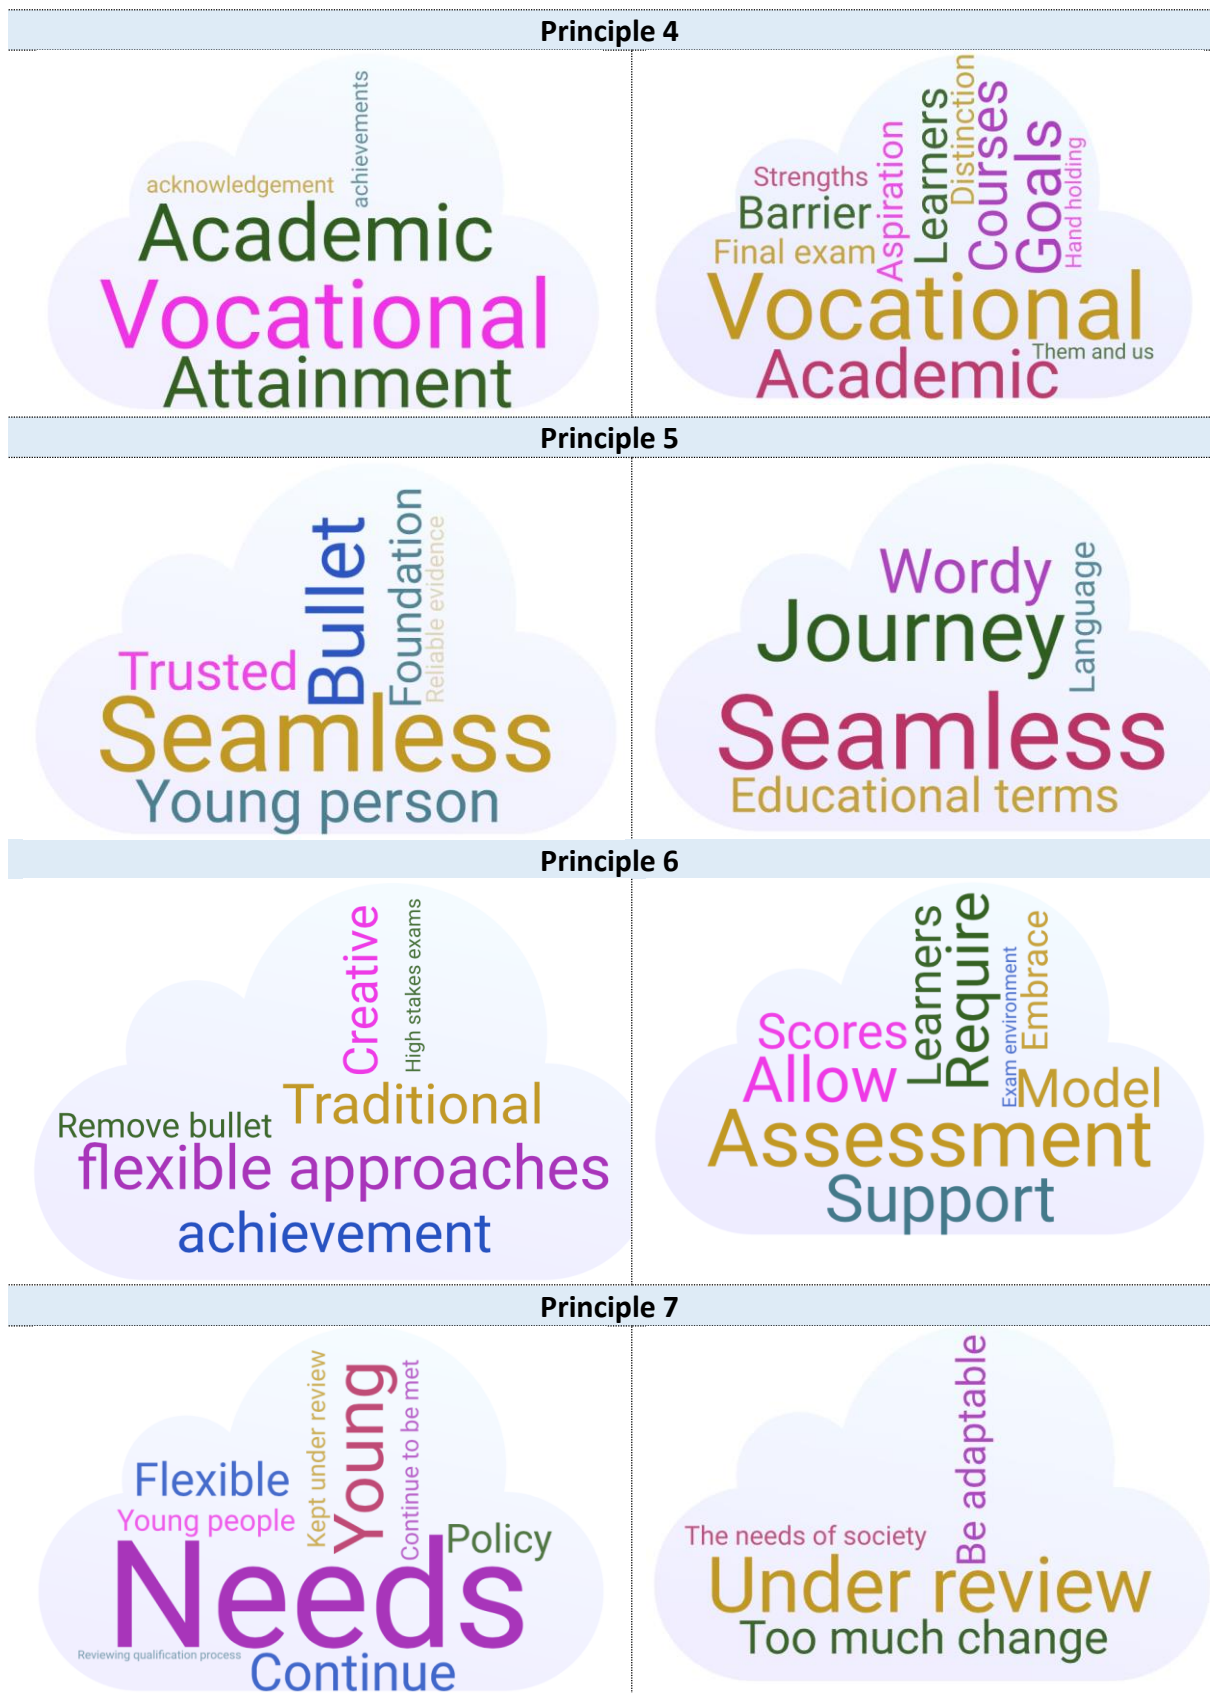 Principle 4
achievements
acknowledgement
Academic
Vocational
Attainment
Distinction
Courses
Learners
Goals
Aspiration
Hand holding
Strengths
Barrier
Final exam
Vocational
Them and us
Academic
Principle 5
Foundation
Bullet
Reliable evidence
Trusted
Seamless
Young person
Wordy
Language
Journey
Seamless
Educational terms
Principle 6
Creative
High stakes exams
Traditional
Remove bullet
flexible approaches
achievement
Require
Learners
Embrace
Exam environment
Scores
Allow
Model
Assessment
Support
Principle 7
Kept under review
Young
Continue to be met
Flexible
Young people
Policy
Needs
Reviewing qualification process
Continue
Be adaptable
The needs of society
Under review
Too much change